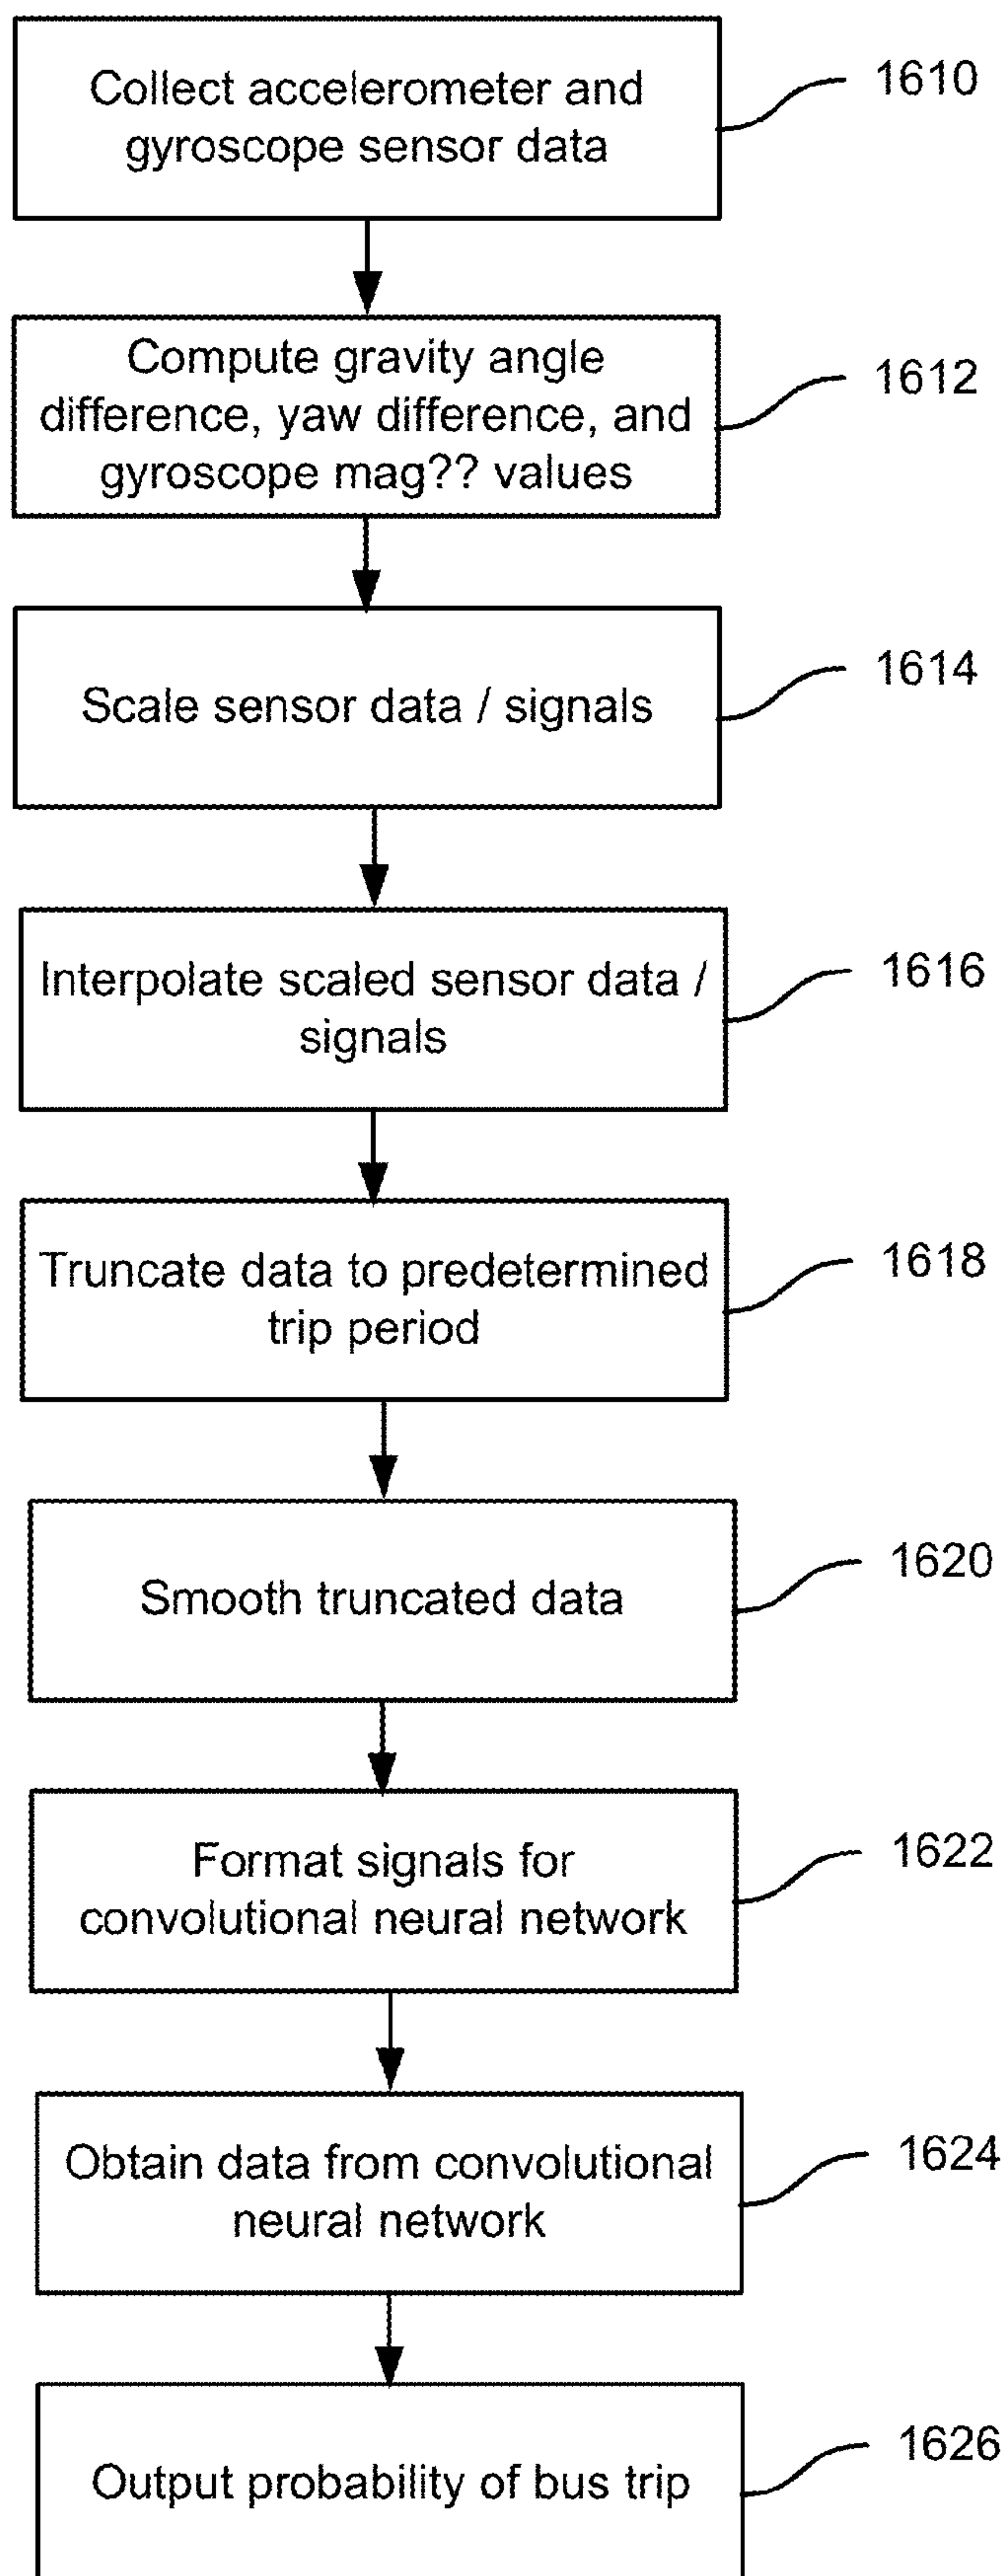 Collect accelerometer and
gyroscope sensor data
1610
Compute gravity angle
difference, yaw difference, and
gyroscope mag?? values
1612
Scale sensor data / signals
1614
Interpolate scaled sensor data /
signals
1616
Truncate data to predetermined
trip period
1618
Smooth truncated data
1620
Format signals for
convolutional neural network
1622
Obtain data from convolutional
neural network
1624
Output probability of bus trip
1626